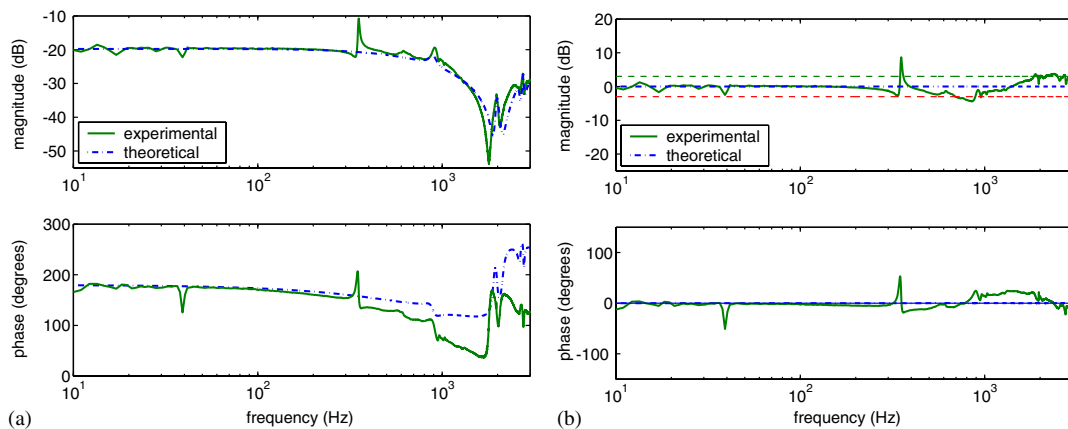 -10
-20
-30
-40
-50
magnitude (dB)
experimental
theoretical
10^1
10^2
10^3
300
200
100
0
phase (degrees)
10^1
10^2
10^3
(a)
frequency (Hz)
20
10
0
-10
-20
magnitude (dB)
experimental
theoretical
10^1
10^2
10^3
100
0
-100
phase (degrees)
10^1
10^2
10^3
(b)
frequency (Hz)